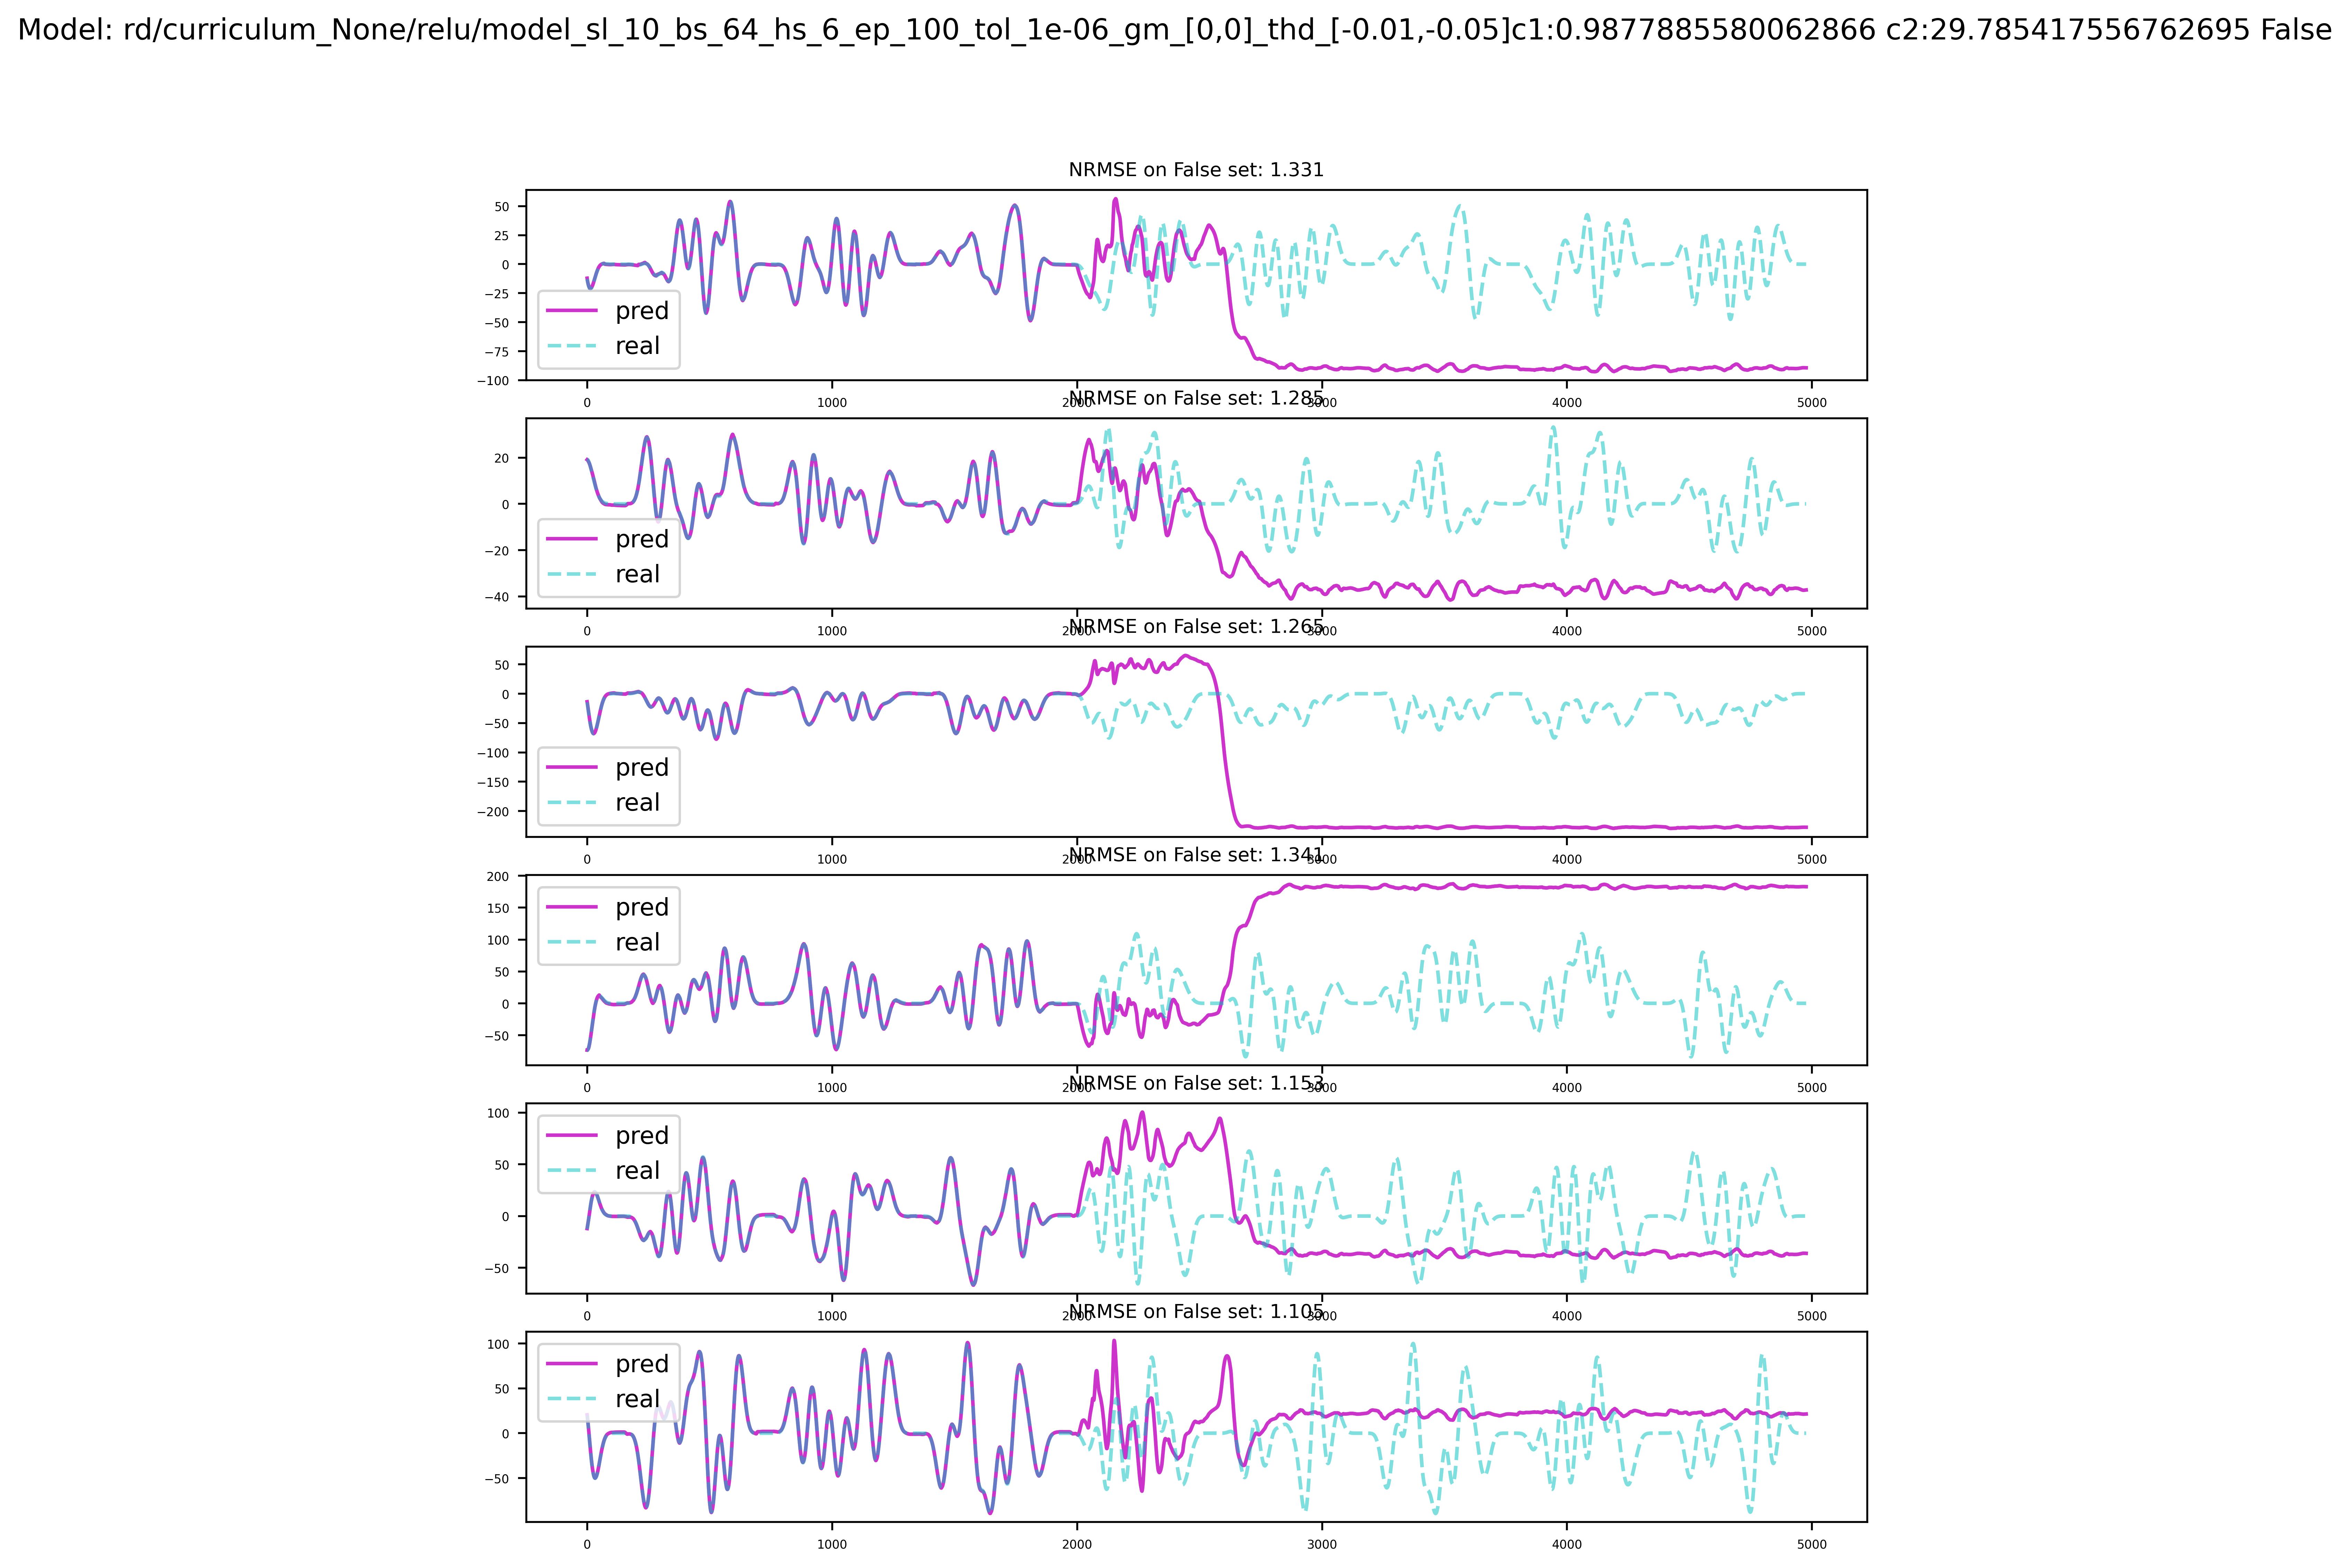 Model: rd/curriculum_None/relu/model_sl_10_bs_64_hs_6_ep_100_tol_1e-06_gm_[0,0]_thd_[-0.01,-0.05]c1:0.9877885580062866 c2:29.785417556762695 False
NRMSE on False set: 1.331
50
25
0
−25
−50
−75
−100
pred
real
0 1000 2000 3000 4000 5000
NRMSE on False set: 1.285
20
0
−20
−40
pred
real
0 1000 2000 3000 4000 5000
NRMSE on False set: 1.265
50
0
−50
−100
−150
−200
pred
real
0 1000 2000 3000 4000 5000
NRMSE on False set: 1.341
200
150
100
50
0
−50
pred
real
0 1000 2000 3000 4000 5000
NRMSE on False set: 1.153
100
50
0
−50
pred
real
0 1000 2000 3000 4000 5000
NRMSE on False set: 1.105
100
50
0
−50
pred
real
0 1000 2000 3000 4000 5000